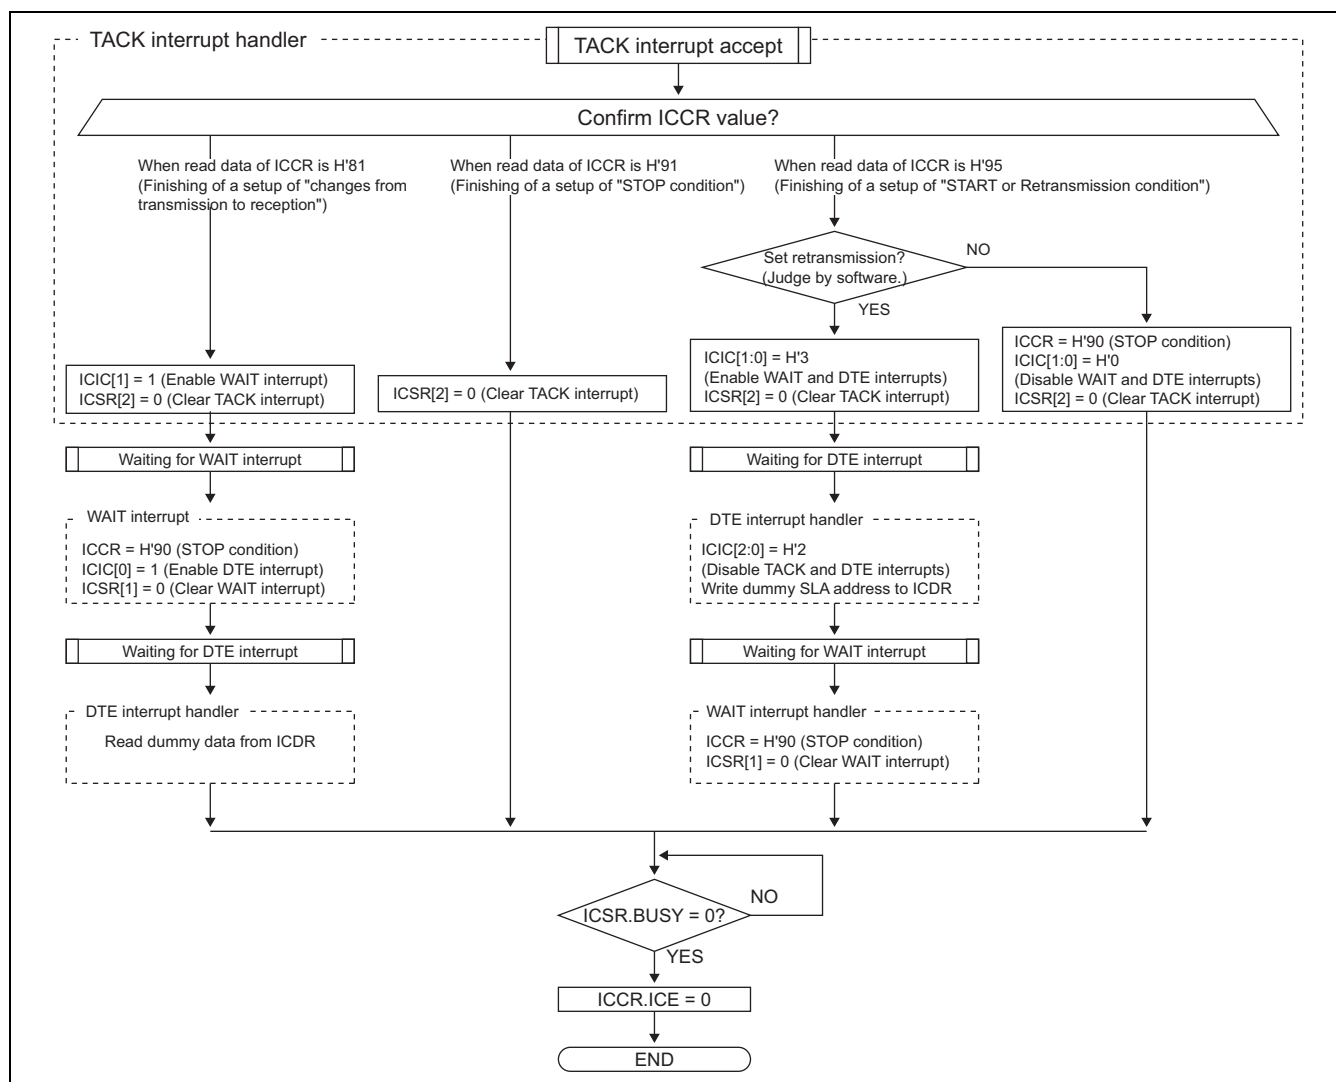 TACK interrupt handler
TACK interrupt accept
Confirm ICCR value?
When read data of ICCR is H'81
(Finishing of a setup of "changes from
transmission to reception")
When read data of ICCR is H'91
(Finishing of a setup of "STOP condition")
When read data of ICCR is H'95
(Finishing of a setup of "START or Retransmission condition")
Set retransmission?
(Judge by software.)
NO
YES
ICIC[1] = 1 (Enable WAIT interrupt)
ICSR[2] = 0 (Clear TACK interrupt)
ICSR[2] = 0 (Clear TACK interrupt)
ICIC[1:0] = H'3
(Enable WAIT and DTE interrupts)
ICSR[2] = 0 (Clear TACK interrupt)
ICCR = H'90 (STOP condition)
ICIC[1:0] = H'0
(Disable WAIT and DTE interrupts)
ICSR[2] = 0 (Clear TACK interrupt)
Waiting for WAIT interrupt
Waiting for DTE interrupt
WAIT interrupt
ICCR = H'90 (STOP condition)
ICIC[0] = 1 (Enable DTE interrupt)
ICSR[1] = 0 (Clear WAIT interrupt)
DTE interrupt handler
ICIC[2:0] = H'2
(Disable TACK and DTE interrupts)
Write dummy SLA address to ICDR
Waiting for DTE interrupt
Waiting for WAIT interrupt
DTE interrupt handler
Read dummy data from ICDR
WAIT interrupt handler
ICCR = H'90 (STOP condition)
ICSR[1] = 0 (Clear WAIT interrupt)
ICSR.BUSY = 0?
NO
YES
ICCR.ICE = 0
END